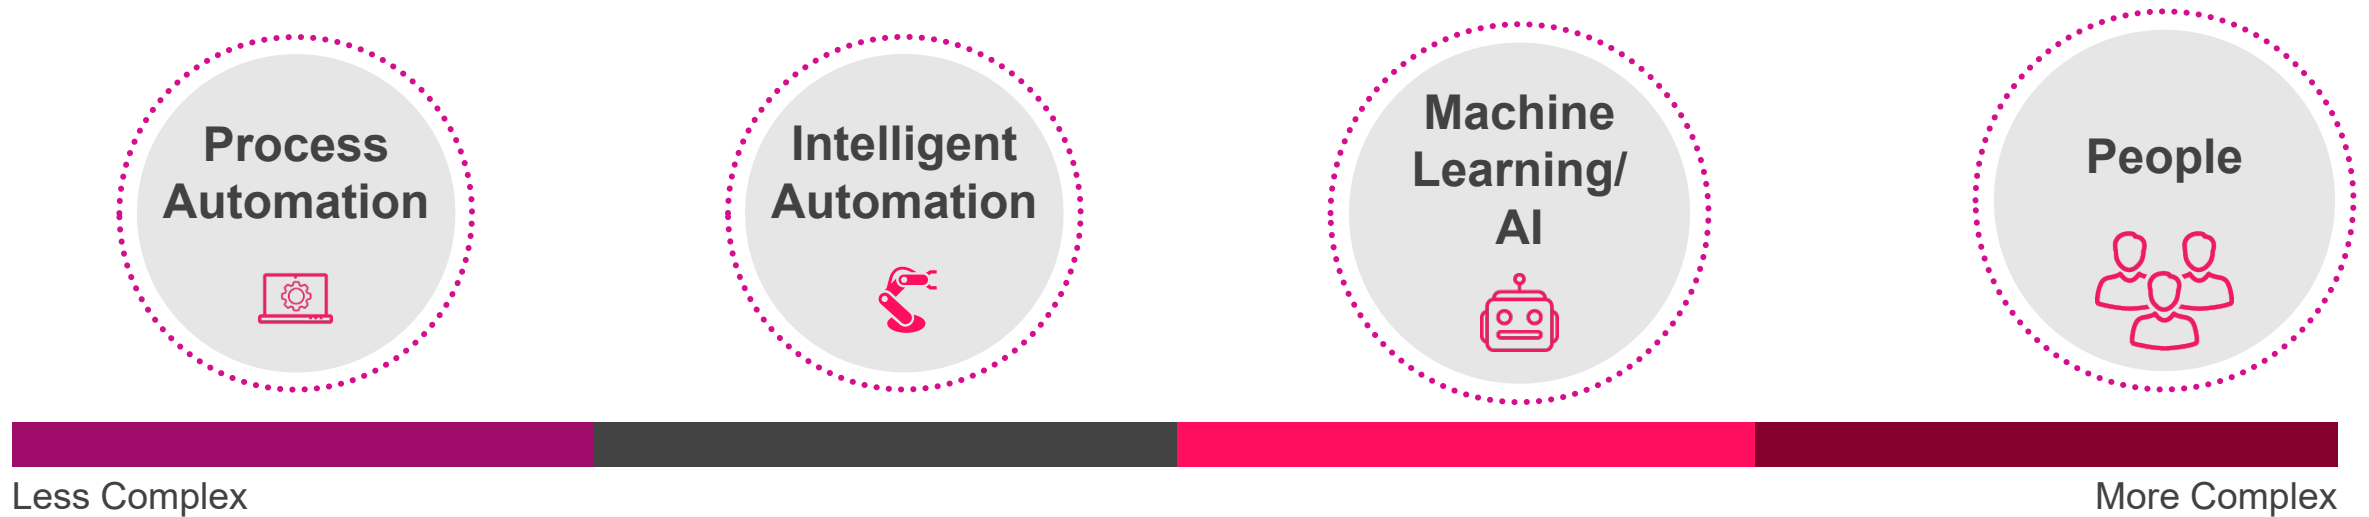 Process
Automation
Intelligent
Automation
Machine
Learning/
AI
People
Less Complex
More Complex